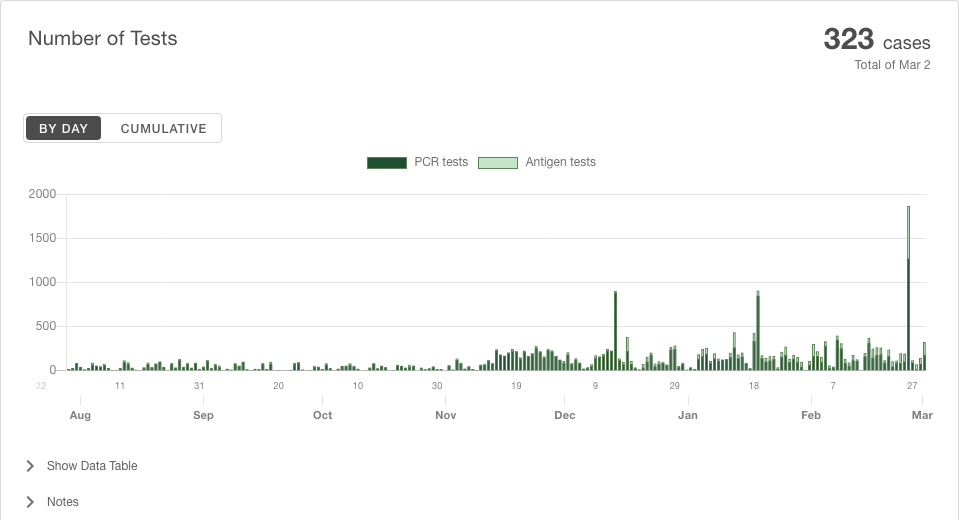 Number of Tests
323 cases
Total of Mar 2
BY DAY CUMULATIVE
PCR tests Antigen tests
2000
1500
1000
500
0
22 11 31 20 10 30 19 9 29 18 7 27
Aug Sep Oct Nov Dec Jan Feb Mar
Show Data Table
Notes